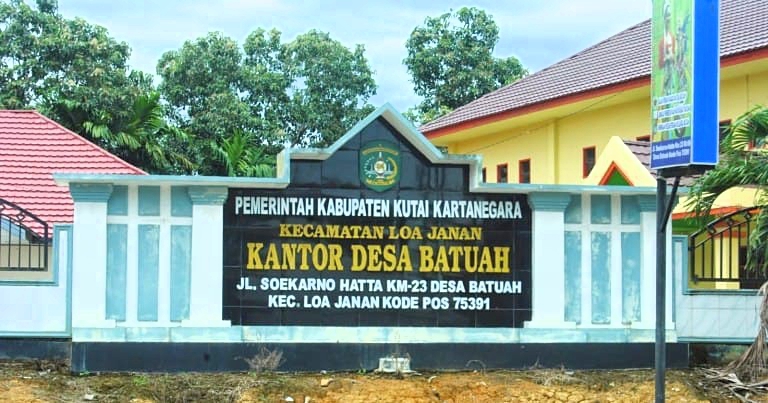 PEMERINTAH KABUPATEN KUTAI KARTANEGARA
KECAMATAN LOA JANAN
KANTOR DESA BATUAH
JL, SOEKARNO HATTA KM-23 DESA BATUAH
KEC. LOA JANAN KODE POS 75391